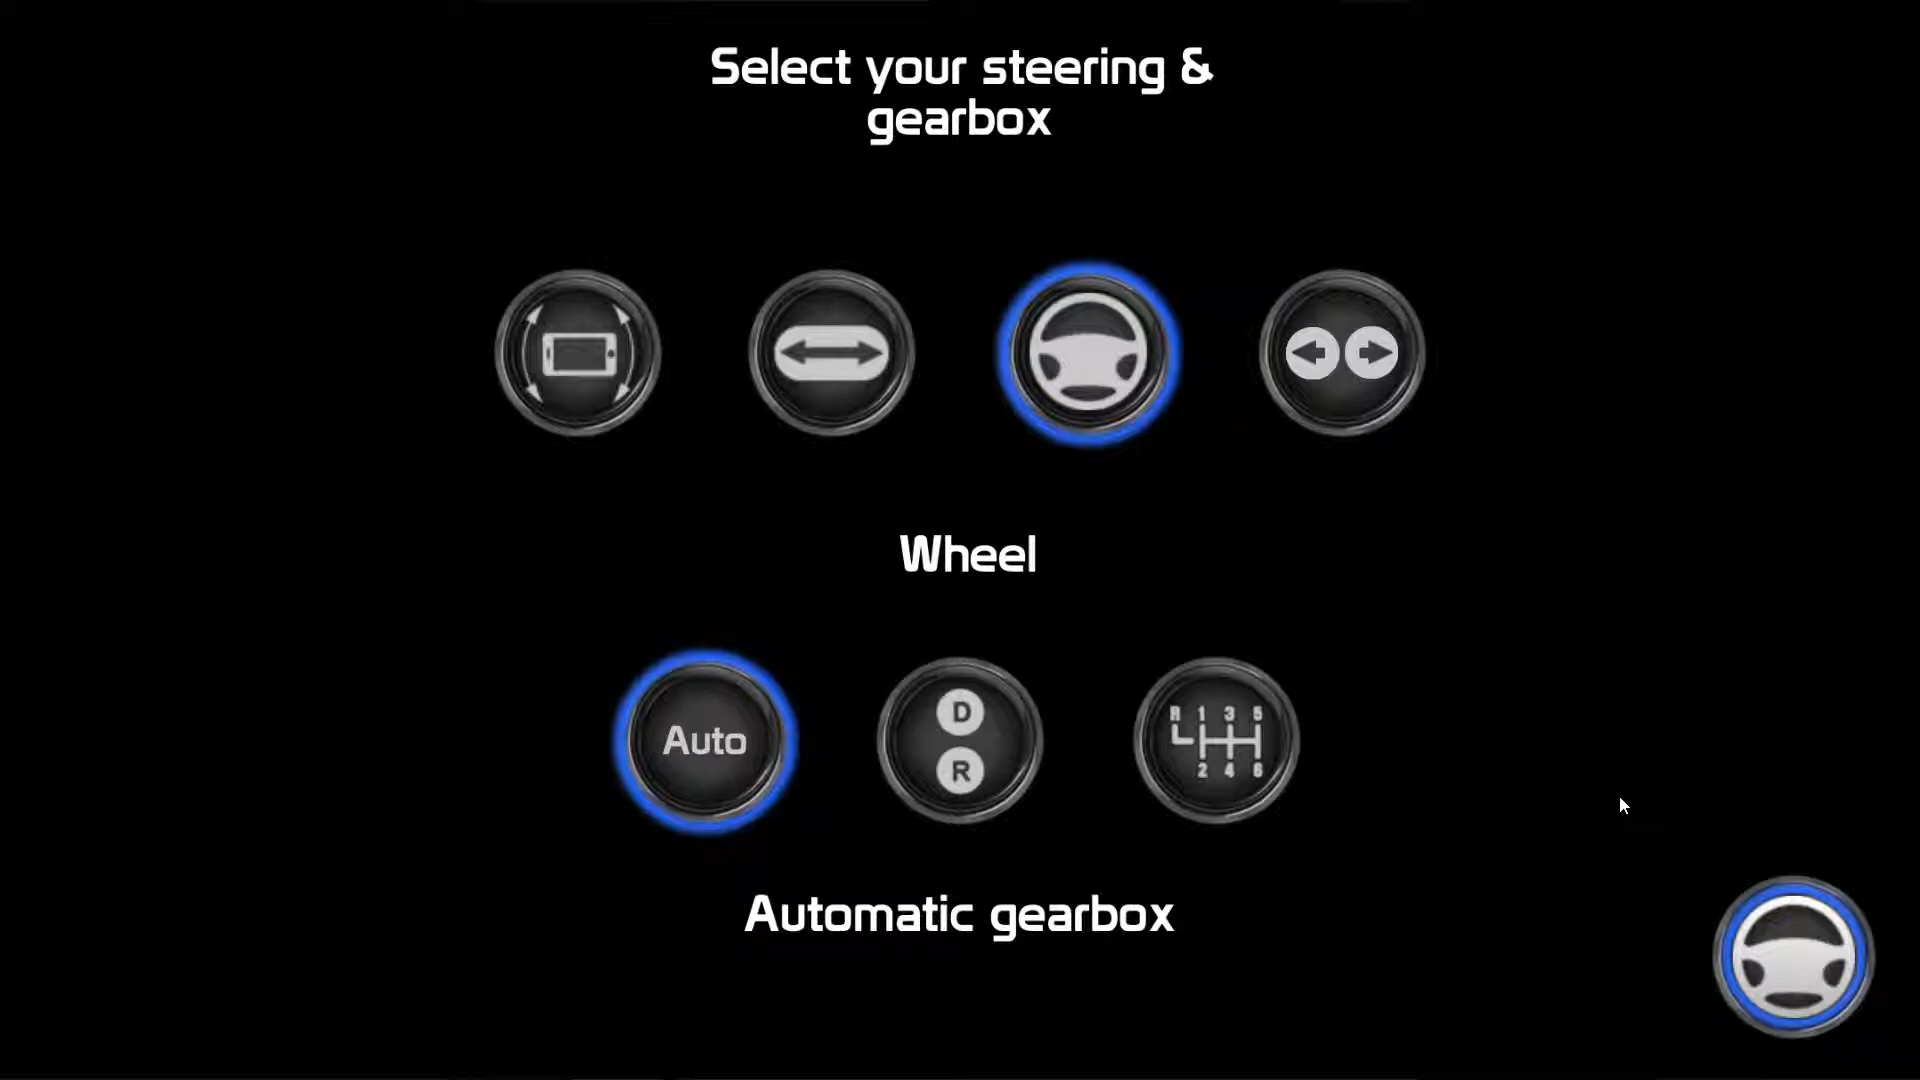 Select your steering &
gearbox
Wheel
Auto
D
R
R 1 3 5
2 4 6
Automatic gearbox